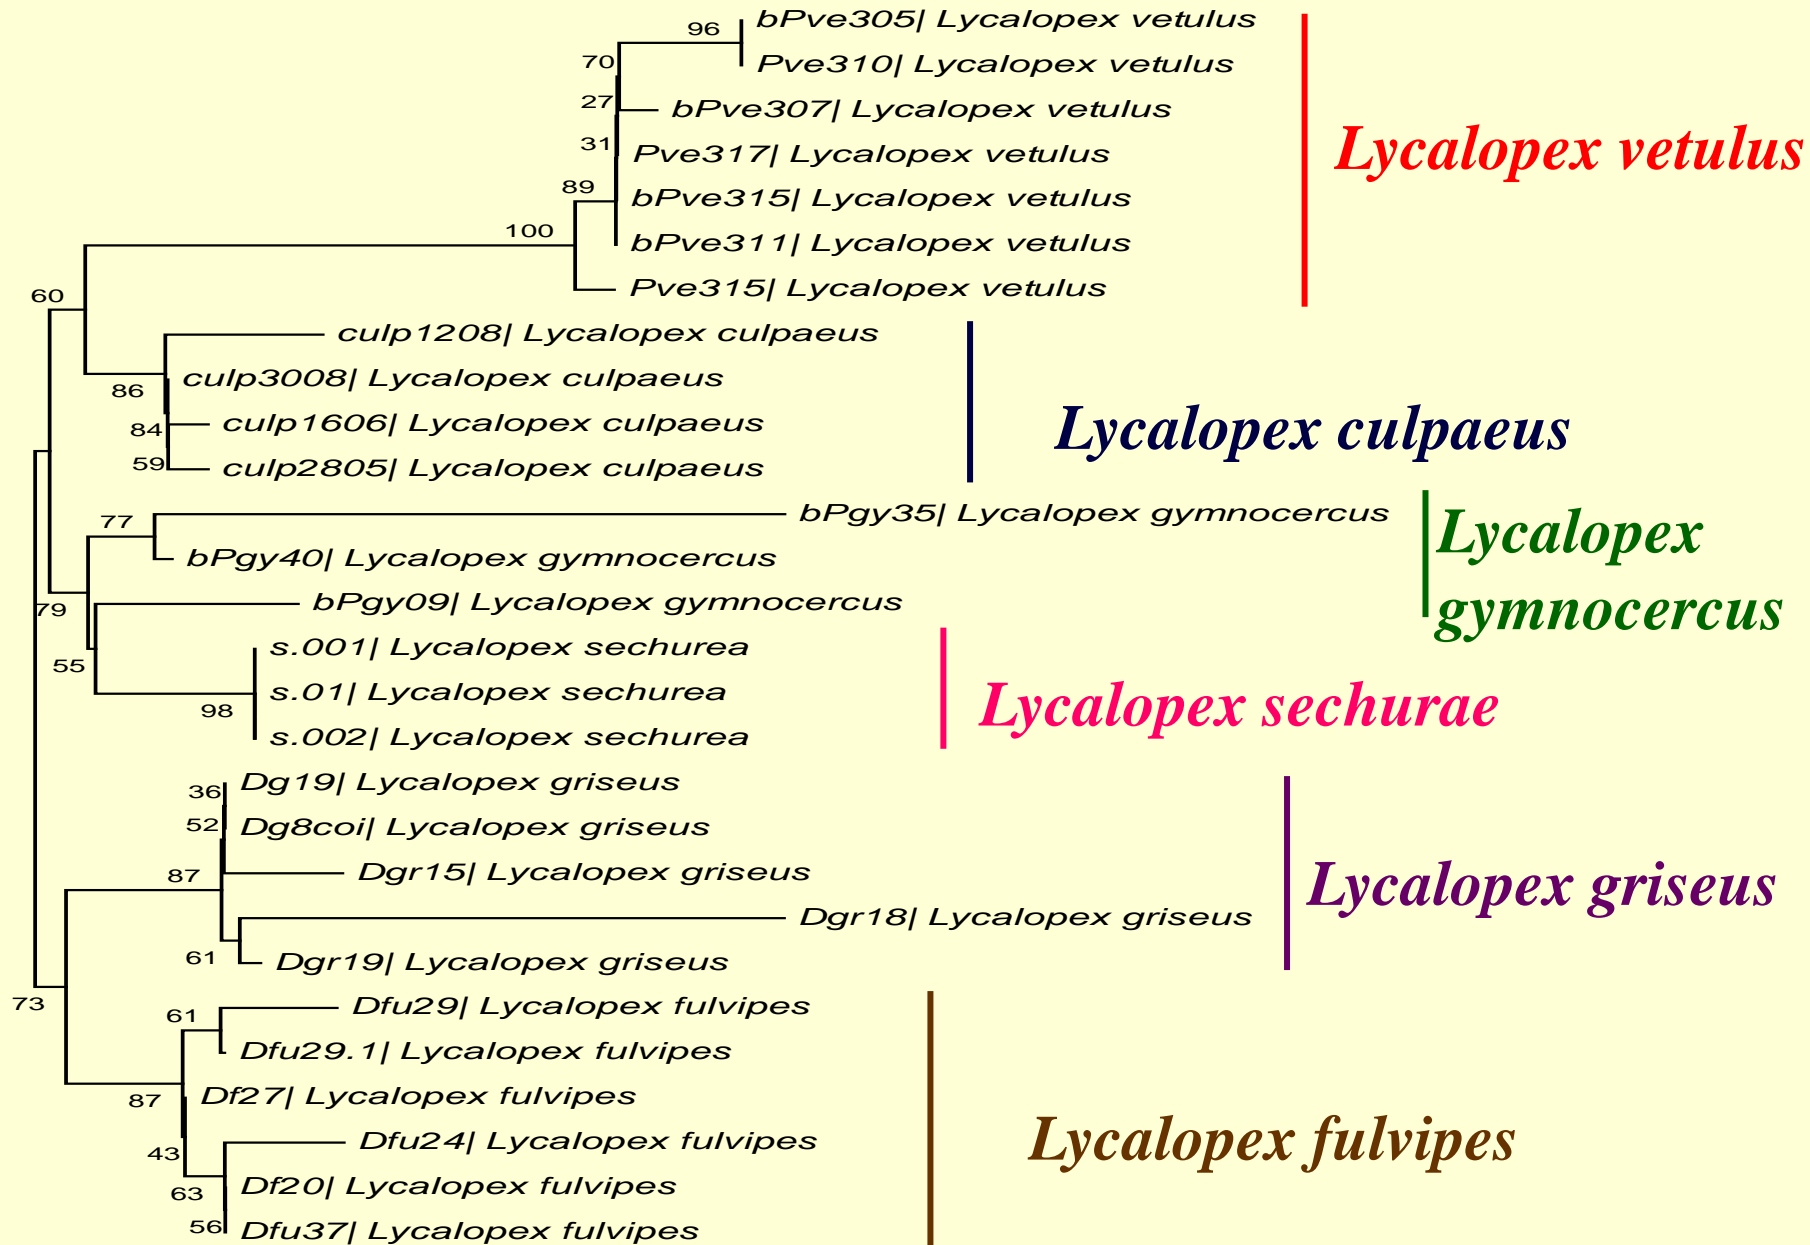 96
bPve305| Lycalopex vetulus
70
Pve310| Lycalopex vetulus
27
bPve307| Lycalopex vetulus
31
Pve317| Lycalopex vetulus
Lycalopex vetulus
89
bPve315| Lycalopex vetulus
100
bPve311| Lycalopex vetulus
Pve315| Lycalopex vetulus
60
culp1208| Lycalopex culpaeus
86
culp3008| Lycalopex culpaeus
84
culp1606| Lycalopex culpaeus
Lycalopex culpaeus
59
culp2805| Lycalopex culpaeus
77
bPgy35| Lycalopex gymnocercus
Lycalopex
gymnocercus
bPgy40| Lycalopex gymnocercus
79
bPgy09| Lycalopex gymnocercus
55
s.001| Lycalopex sechurea
s.01| Lycalopex sechurea
Lycalopex sechurae
98
s.002| Lycalopex sechurea
36
Dg19| Lycalopex griseus
52
Dg8coi| Lycalopex griseus
87
Dgr15| Lycalopex griseus
Lycalopex griseus
Dgr18| Lycalopex griseus
61
Dgr19| Lycalopex griseus
73
61
Dfu29| Lycalopex fulvipes
Dfu29.1| Lycalopex fulvipes
87
Df27| Lycalopex fulvipes
43
Dfu24| Lycalopex fulvipes
Lycalopex fulvipes
63
Df20| Lycalopex fulvipes
56
Dfu37| Lycalopex fulvipes